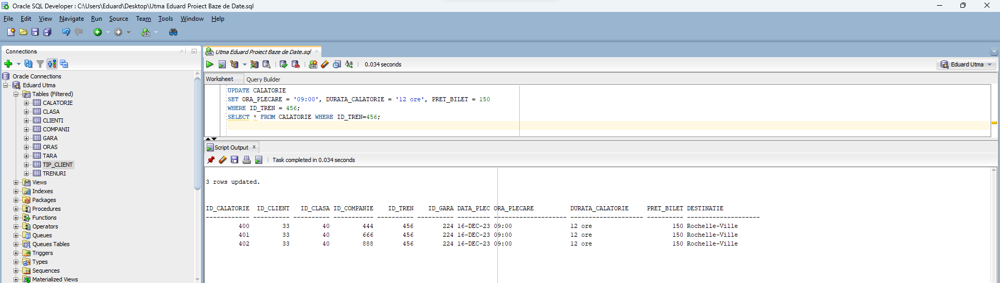 Oracle SQL Developer : C:\Users\Eduard\Desktop\Utma Eduard Proiect Baze de Date.sql
File Edit View Navigate Run Source Team Tools Window Help
Connections
Oracle Connections
Eduard Utma
Tables (Filtered)
CALATORIE
CLASA
CLIENTI
COMPANII
GARA
ORAS
TARA
TIP_CLIENT
TRENURI
Views
Indexes
Packages
Procedures
Functions
Operators
Queues
Queues Tables
Triggers
Types
Sequences
Materialized Views
Utma Eduard Proiect Baze de Date.sql
0.034 seconds
Eduard Utma
Worksheet Query Builder
UPDATE CALATORIE
SET ORA_PLECARE = '09:00', DURATA_CALATORIE = '12 ore', PRET_BILET = 150
WHERE ID_TREN = 456;
SELECT * FROM CALATORIE WHERE ID_TREN=456;
Script Output x
Task completed in 0.034 seconds
3 rows updated.
ID_CALATORIE ID_CLIENT ID_CLASA ID_COMPANIE ID_TREN ID_GARA DATA_PLEC ORA_PLECARE DURATA_CALATORIE PRET_BILET DESTINATIE
------------ ---------- ---------- ----------- ---------- ---------- --------- -------------------- -------------------- ---------- --------------------
400 33 40 444 456 224 16-DEC-23 09:00 12 ore 150 Rochelle-Ville
401 33 40 666 456 224 16-DEC-23 09:00 12 ore 150 Rochelle-Ville
402 33 40 888 456 224 16-DEC-23 09:00 12 ore 150 Rochelle-Ville